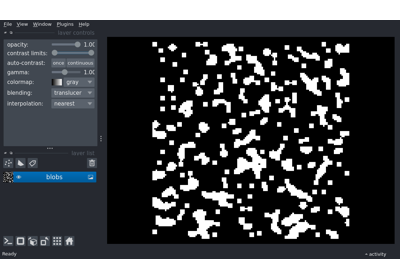 File View Window Plugins Help
layer controls
opacity: 1.00
contrast limits:
auto-contrast: once continuous
gamma: 1.00
colormap: gray
blending: translucer
interpolation: nearest
layer list
blobs
Ready
activity